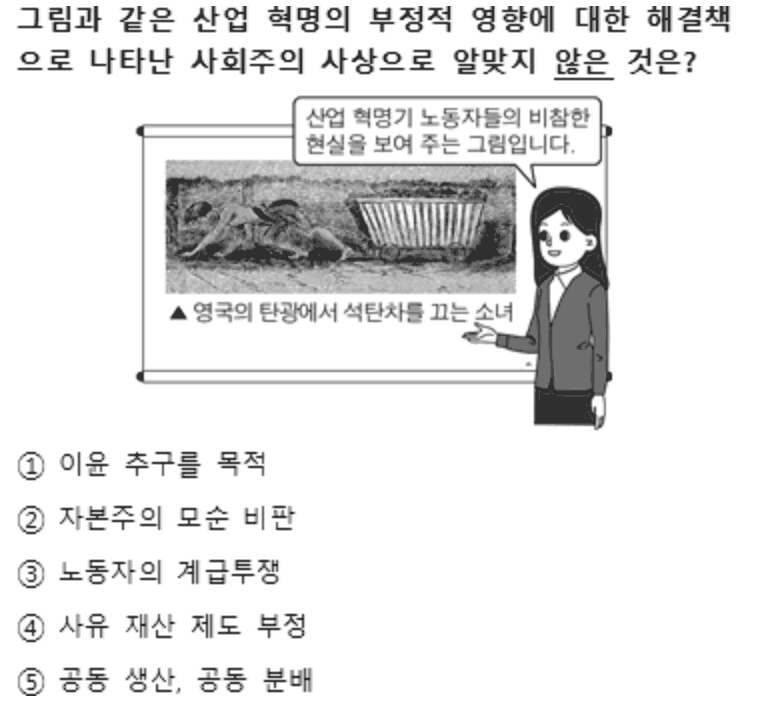 그림과 같은 산업 혁명의 부정적 영향에 대한 해결책
으로 나타난 사회주의 사상으로 알맞지 않은 것은?
산업 혁명기 노동자들의 비참한
현실을 보여 주는 그림입니다.
▲ 영국의 탄광에서 석탄차를 끄는 소녀
① 이윤 추구를 목적
② 자본주의 모순 비판
③ 노동자의 계급투쟁
④ 사유 재산 제도 부정
⑤ 공동 생산, 공동 분배